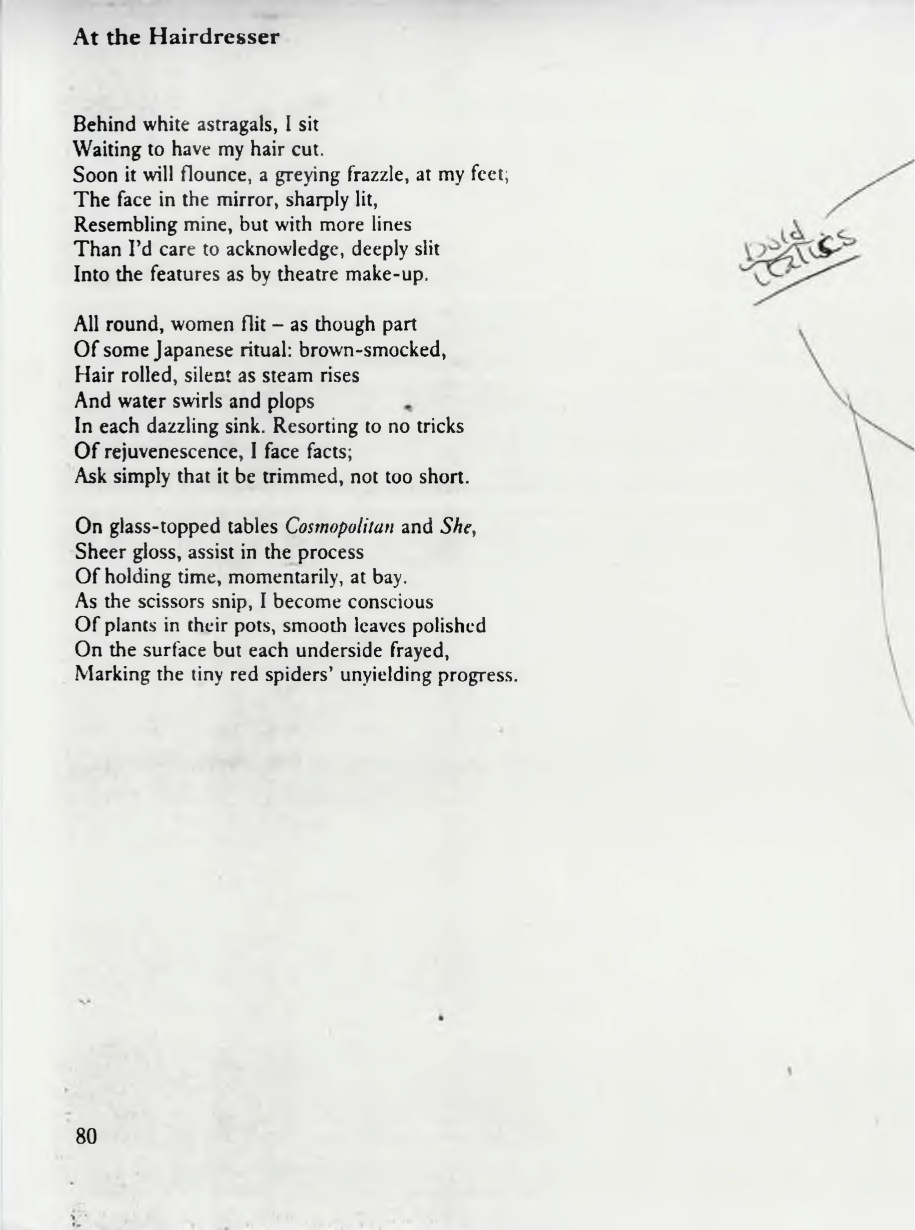 At the Hairdresser
Behind white astragals, I sit
Waiting to have my hair cut.
Soon it will flounce, a greying frazzle, at my feet;
The face in the mirror, sharply lit,
Resembling mine, but with more lines
Than I'd care to acknowledge, deeply slit
Into the features as by theatre make-up.
All round, women flit – as though part
Of some Japanese ritual: brown-smocked,
Hair rolled, silent as steam rises
And water swirls and plops
In each dazzling sink. Resorting to no tricks
Of rejuvenescence, I face facts;
Ask simply that it be trimmed, not too short.
On glass-topped tables Cosmopolitan and She,
Sheer gloss, assist in the process
Of holding time, momentarily, at bay.
As the scissors snip, I become conscious
Of plants in their pots, smooth leaves polished
On the surface but each underside frayed,
Marking the tiny red spiders' unyielding progress.
bold
italics
80